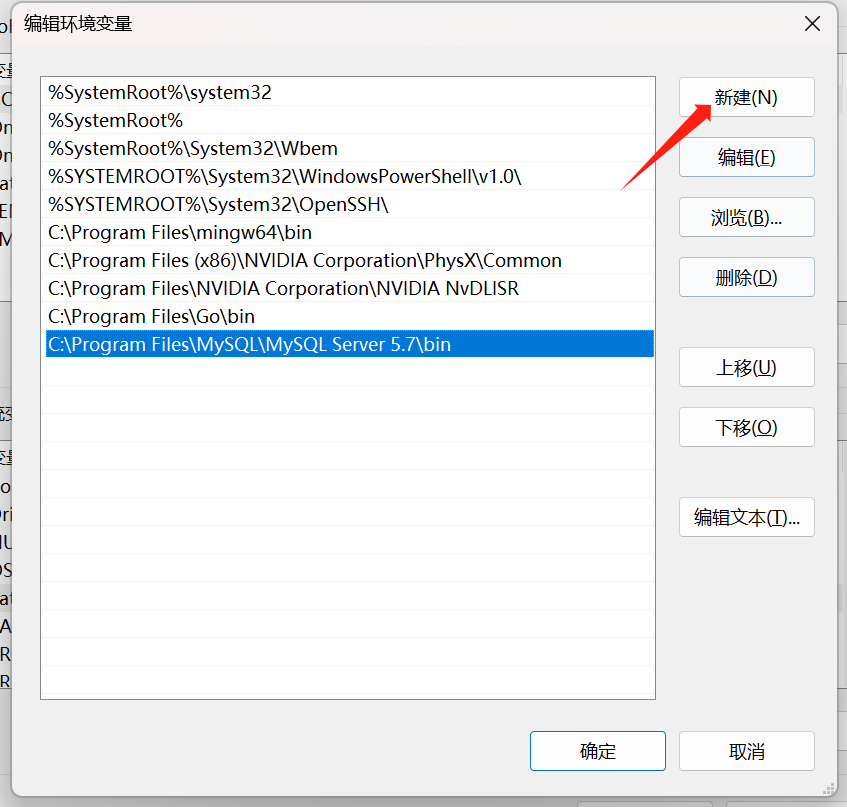 编辑环境变量
%SystemRoot%\system32
%SystemRoot%
%SystemRoot%\System32\Wbem
%SYSTEMROOT%\System32\WindowsPowerShell\v1.0\
%SYSTEMROOT%\System32\OpenSSH\
C:\Program Files\mingw64\bin
C:\Program Files (x86)\NVIDIA Corporation\PhysX\Common
C:\Program Files\NVIDIA Corporation\NVIDIA NvDLISR
C:\Program Files\Go\bin
C:\Program Files\MySQL\MySQL Server 5.7\bin
新建(N)
编辑(E)
浏览(B)...
删除(D)
上移(U)
下移(O)
编辑文本(T)...
确定
取消